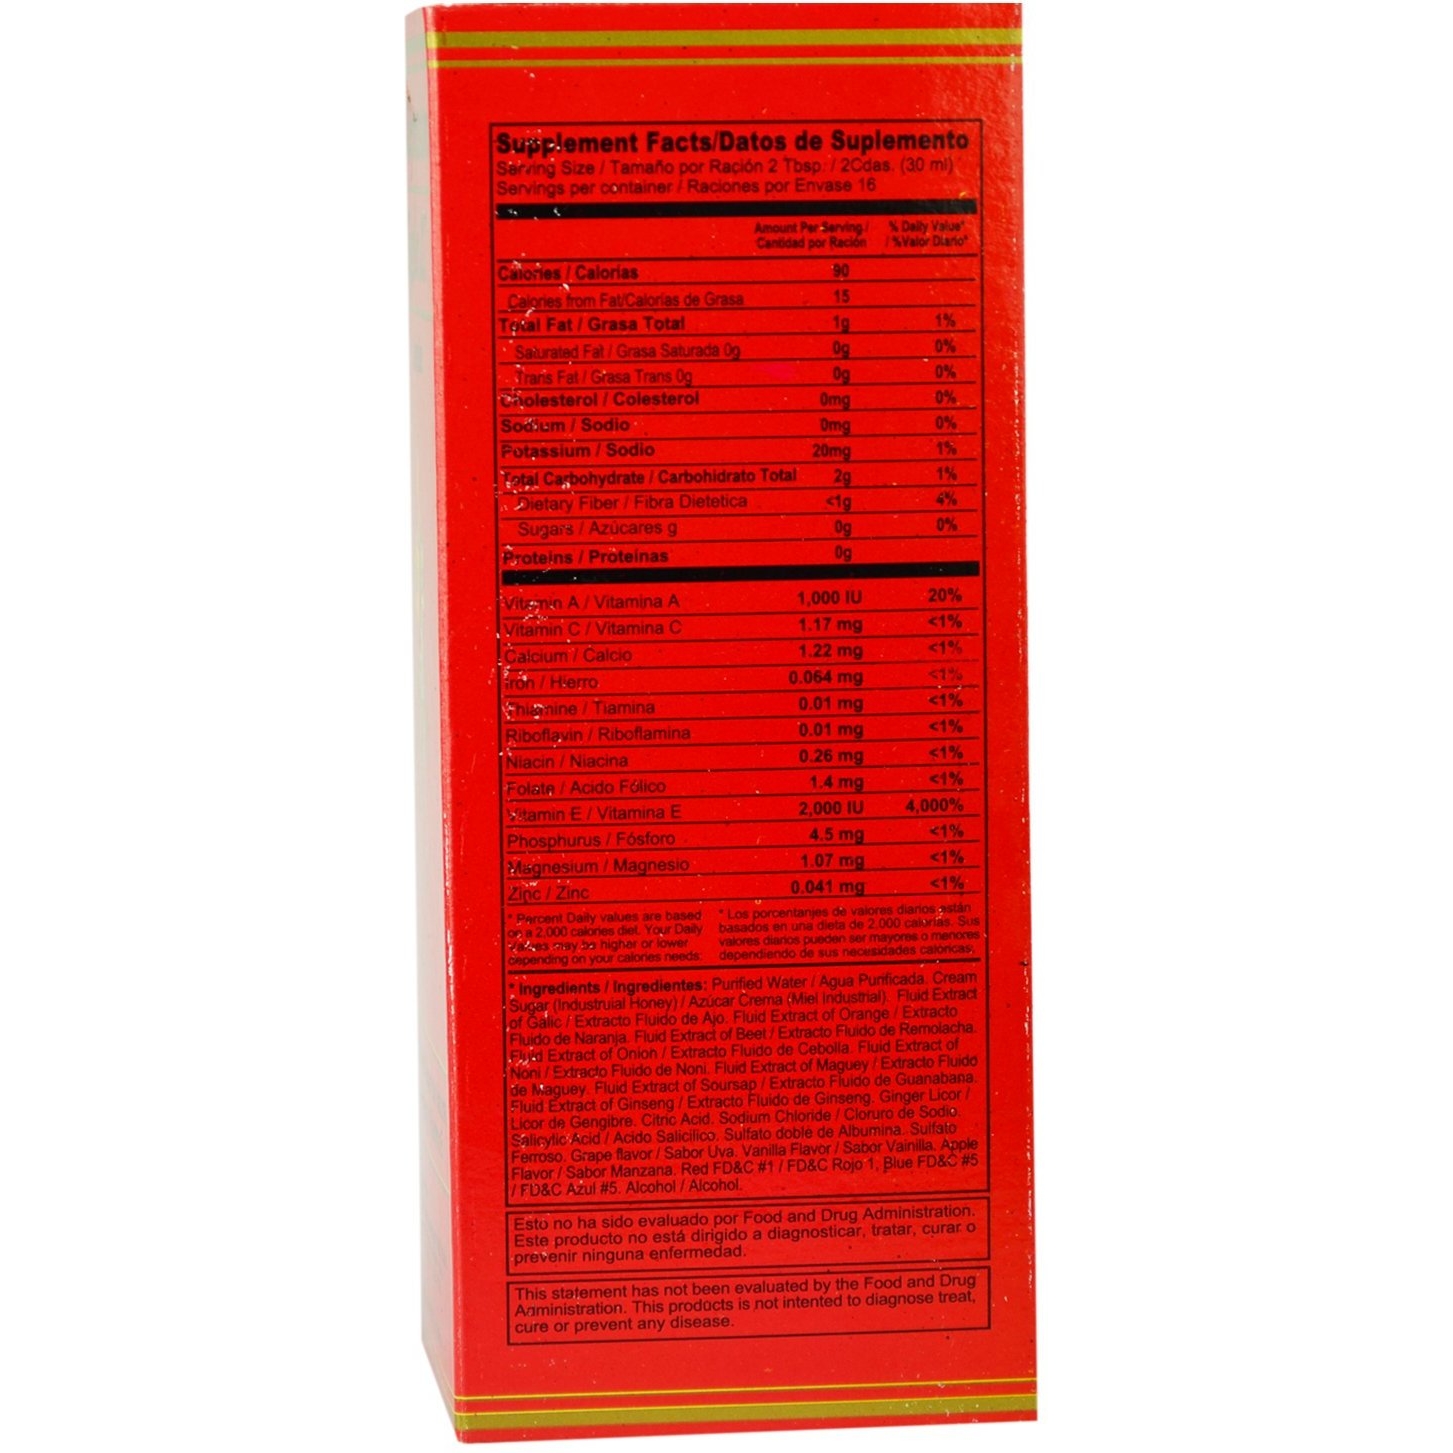 Supplement Facts/Datos de Suplemento
Serving Size / Tamaño por Ración 2 Tbsp. / 2Cdas. (30 ml)
Servings per container / Raciones por Envase 16
Amount Per Serving / % Daily Value*
Cantidad por Ración / %Valor Diario*
Calories / Calorías 90
Calories from Fat/Calorías de Grasa 15
Total Fat / Grasa Total 1g 1%
Saturated Fat / Grasa Saturada 0g 0g 0%
Trans Fat / Grasa Trans 0g 0g 0%
Cholesterol / Colesterol 0mg 0%
Sodium / Sodio 0mg 0%
Potassium / Sodio 20mg 1%
Total Carbohydrate / Carbohidrato Total 2g 1%
Dietary Fiber / Fibra Dietetica <1g 4%
Sugars / Azúcares g 0g 0%
Proteins / Proteínas 0g
Vitamin A / Vitamina A 1,000 IU 20%
Vitamin C / Vitamina C 1.17 mg <1%
Calcium / Calcio 1.22 mg <1%
Iron / Hierro 0.064 mg <1%
Thiamine / Tiamina 0.01 mg <1%
Riboflavin / Riboflamina 0.01 mg <1%
Niacin / Niacina 0.26 mg <1%
Folate / Acido Fólico 1.4 mg <1%
Vitamin E / Vitamina E 2,000 IU 4,000%
Phosphurus / Fósforo 4.5 mg <1%
Magnesium / Magnesio 1.07 mg <1%
Zinc / Zinc 0.041 mg <1%
* Percent Daily values are based
on a 2,000 calories diet. Your Daily
values may be higher or lower
depending on your calories needs:
* Los porcentanjes de valores diarios están
basados en una dieta de 2,000 calorías. Sus
valores diarios pueden ser mayores o menores
dependiendo de sus necesidades calóricas.
* Ingredients / Ingredientes: Purified Water / Agua Purificada. Cream
Sugar (Industruial Honey) / Azúcar Crema (Miel Industrial). Fluid Extract
of Galic / Extracto Fluido de Ajo. Fluid Extract of Orange / Extracto
Fluido de Naranja. Fluid Extract of Beet / Extracto Fluido de Remolacha.
Fluid Extract of Onion / Extracto Fluido de Cebolla. Fluid Extract of
Noni / Extracto Fluido de Noni. Fluid Extract of Maguey / Extracto Fluido
de Maguey. Fluid Extract of Soursap / Extracto Fluido de Guanabana.
Fluid Extract of Ginseng / Extracto Fluido de Ginseng. Ginger Licor /
Licor de Gengibre. Citric Acid. Sodium Chloride / Cloruro de Sodio.
Salicylic Acid / Acido Salicilico. Sulfato doble de Albumina. Sulfato
Ferroso. Grape flavor / Sabor Uva. Vanilla Flavor / Sabor Vainilla. Apple
Flavor / Sabor Manzana. Red FD&C #1 / FD&C Rojo 1, Blue FD&C #5
/ FD&C Azul #5. Alcohol / Alcohol.
Esto no ha sido evaluado por Food and Drug Administration.
Este producto no está dirigido a diagnosticar, tratar, curar o
prevenir ninguna enfermedad.
This statement has not been evaluated by the Food and Drug
Administration. This products is not intented to diagnose treat,
cure or prevent any disease.